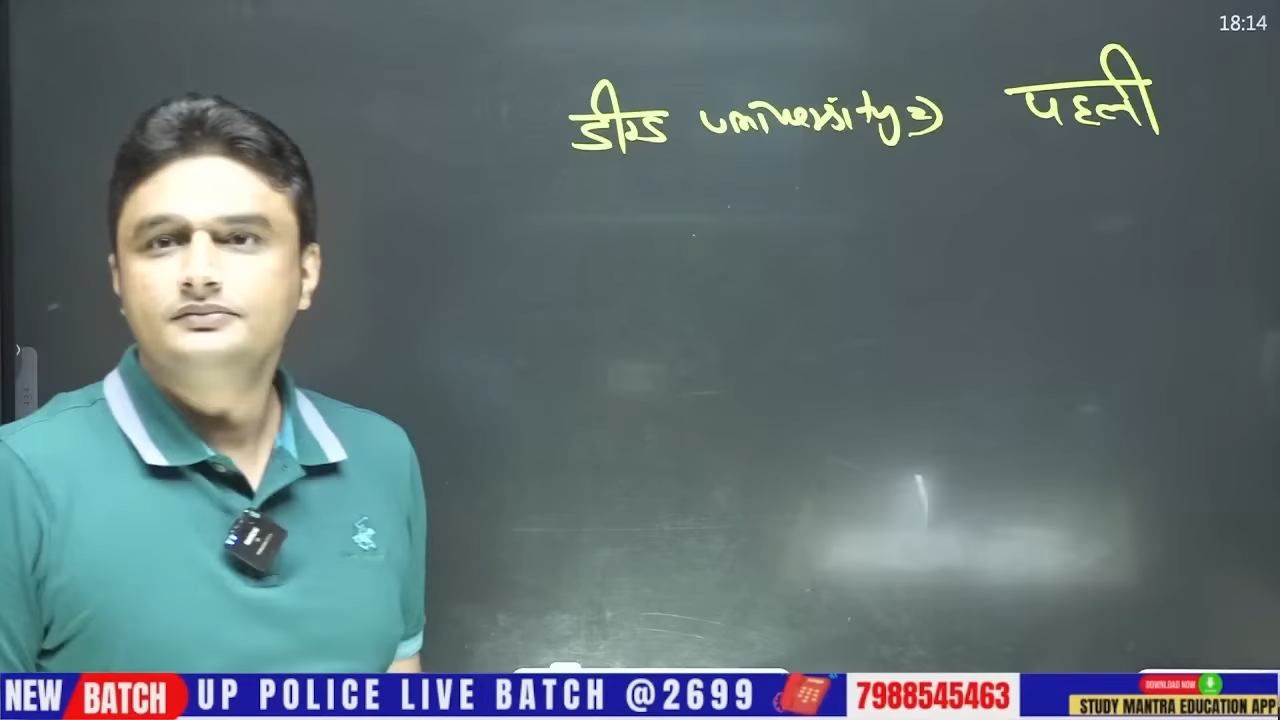 18:14
university⇒ पहली
NEW BATCH UP POLICE LIVE BATCH @2699 7988545463
DOWNLOAD NOW
STUDY MANTRA EDUCATION APP